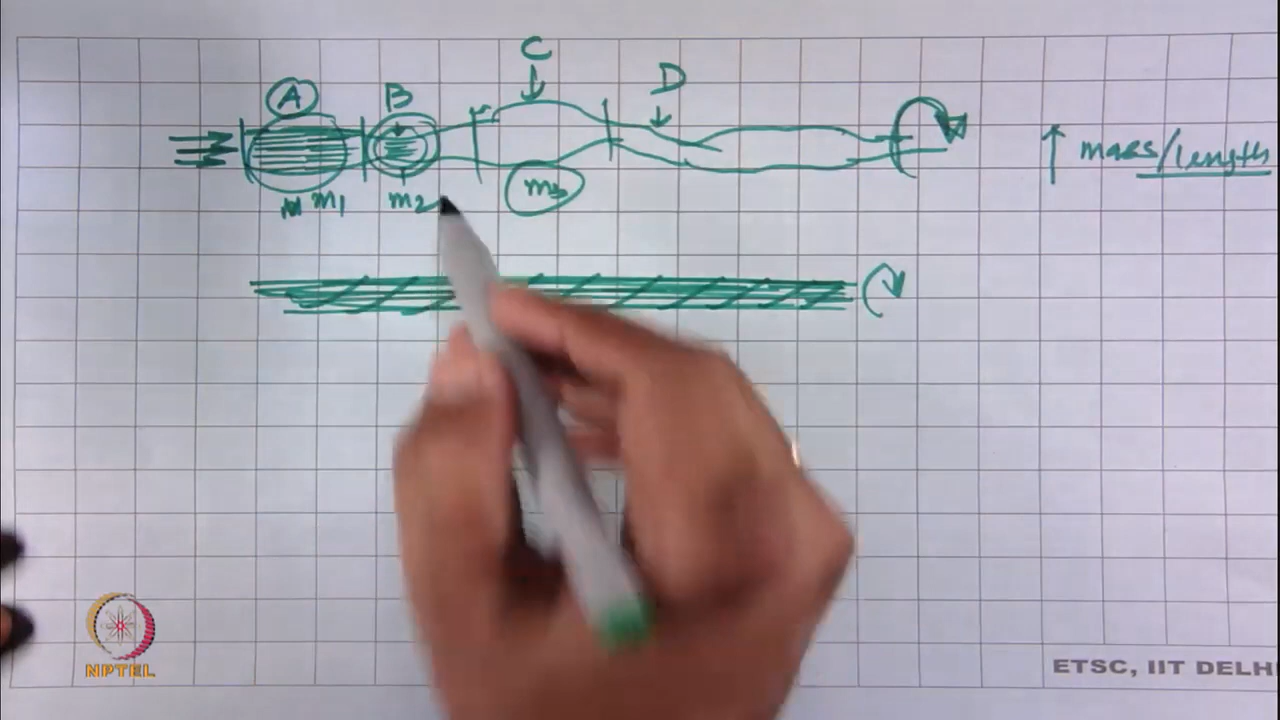 C
A B D
mass/length
m1 m2 m3
NPTEL
ETSC, IIT DELHI